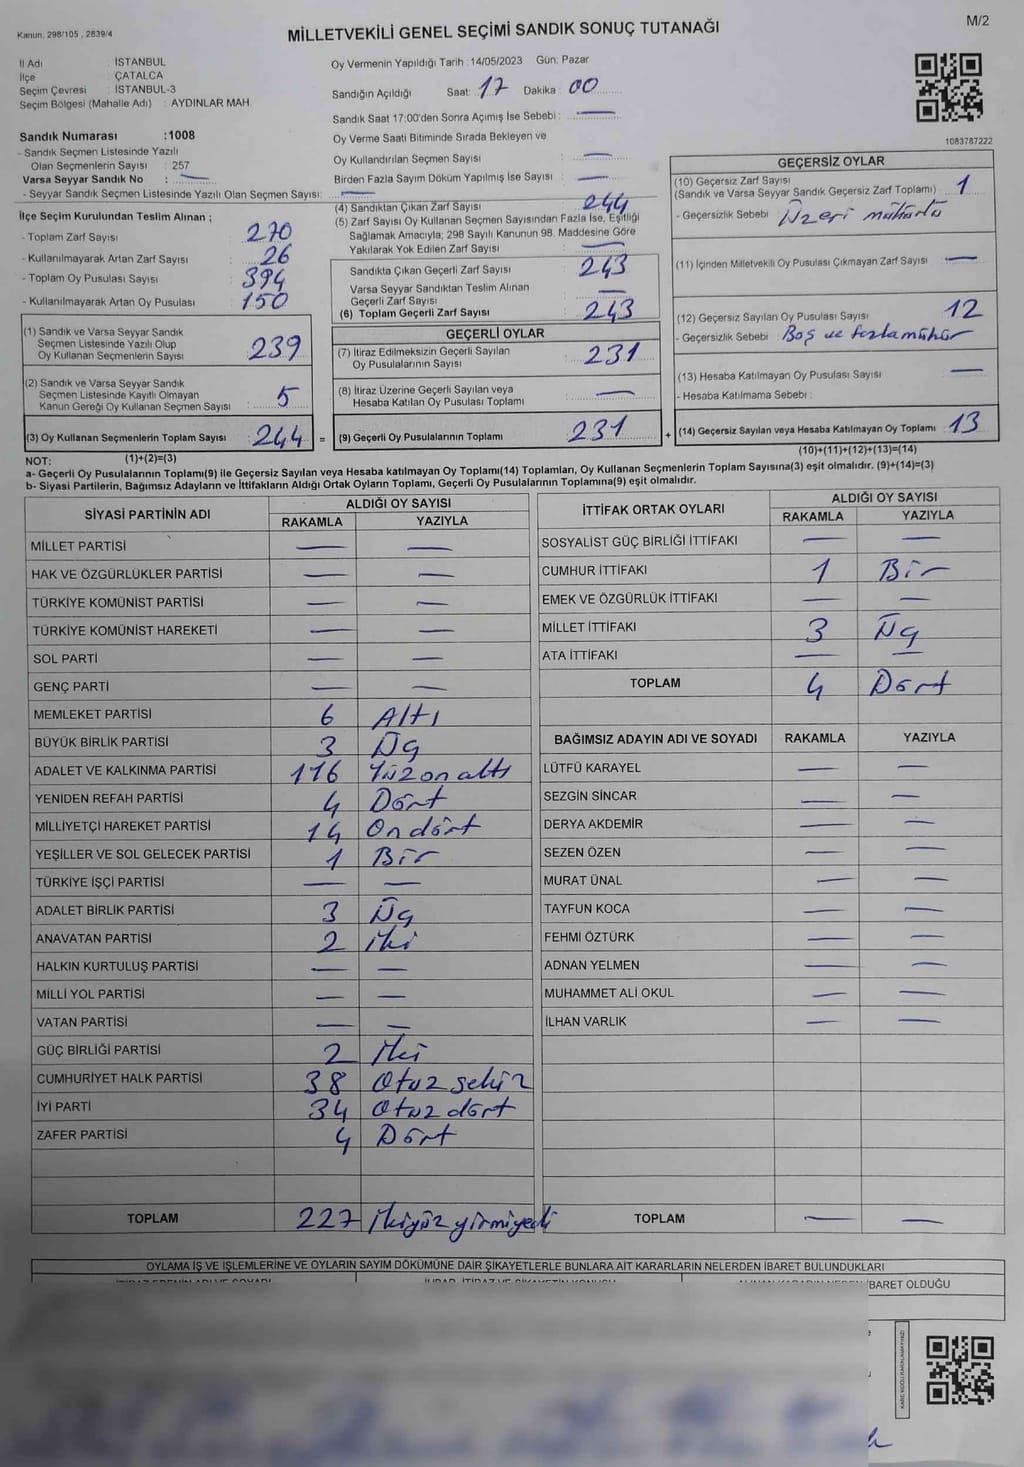 Kanun, 298/105, 2839/4
MİLLETVEKİLİ GENEL SEÇİMİ SANDIK SONUÇ TUTANAĞI
M/2
İl Adı : İSTANBUL
İlçe : ÇATALCA
Seçim Çevresi : İSTANBUL-3
Seçim Bölgesi (Mahalle Adı) : AYDINLAR MAH
Oy Vermenin Yapıldığı Tarih :14/05/2023 Gün: Pazar
Sandığın Açıldığı Saat: 17 Dakika: 00
Sandık Saat 17:00'den Sonra Açımış İse Sebebi : —
Oy Verme Saati Bitiminde Sırada Bekleyen ve
Oy Kullandırılan Seçmen Sayısı : —
Birden Fazla Sayım Döküm Yapılmış İse Sayısı : —
1083787222
Sandık Numarası :1008
- Sandık Seçmen Listesinde Yazılı
Olan Seçmenlerin Sayısı : 257
Varsa Seyyar Sandık No : —
- Seyyar Sandık Seçmen Listesinde Yazılı Olan Seçmen Sayısı: —
İlçe Seçim Kurulundan Teslim Alınan ;
- Toplam Zarf Sayısı : 270
- Kullanılmayarak Artan Zarf Sayısı : 26
- Toplam Oy Pusulası Sayısı : 394
- Kullanılmayarak Artan Oy Pusulası : 150
(1) Sandık ve Varsa Seyyar Sandık
Seçmen Listesinde Yazılı Olup
Oy Kullanan Seçmenlerin Sayısı : 239
(2) Sandık ve Varsa Seyyar Sandık
Seçmen Listesinde Kayıtlı Olmayan
Kanun Gereği Oy Kullanan Seçmen Sayısı : 5
(3) Oy Kullanan Seçmenlerin Toplam Sayısı : 244 =
(4) Sandıktan Çıkan Zarf Sayısı : 244
(5) Zarf Sayısı Oy Kullanan Seçmen Sayısından Fazla İse, Eşitliği
Sağlamak Amacıyla; 298 Sayılı Kanunun 98. Maddesine Göre
Yakılarak Yok Edilen Zarf Sayısı : —
Sandıkta Çıkan Geçerli Zarf Sayısı : 243
Varsa Seyyar Sandıktan Teslim Alınan
Geçerli Zarf Sayısı : —
(6) Toplam Geçerli Zarf Sayısı : 243
GEÇERLİ OYLAR
(7) İtiraz Edilmeksizin Geçerli Sayılan
Oy Pusulalarının Sayısı : 231
(8) İtiraz Üzerine Geçerli Sayılan veya
Hesaba Katılan Oy Pusulası Toplamı : —
(9) Geçerli Oy Pusulalarının Toplamı : 231 +
GEÇERSİZ OYLAR
(10) Geçersiz Zarf Sayısı
(Sandık ve Varsa Seyyar Sandık Geçersiz Zarf Toplamı) : 1
- Geçersizlik Sebebi : Üzeri mühürlü
(11) İçinden Milletvekili Oy Pusulası Çıkmayan Zarf Sayısı : —
(12) Geçersiz Sayılan Oy Pusulası Sayısı : 12
- Geçersizlik Sebebi : Boş ve fazla mühür
(13) Hesaba Katılmayan Oy Pusulası Sayısı : —
- Hesaba Katılmama Sebebi :
(14) Geçersiz Sayılan veya Hesaba Katılmayan Oy Toplamı : 13
NOT: (1)+(2)=(3) (10)+(11)+(12)+(13)=(14)
a- Geçerli Oy Pusulalarının Toplamı(9) ile Geçersiz Sayılan veya Hesaba katılmayan Oy Toplamı(14) Toplamları, Oy Kullanan Seçmenlerin Toplam Sayısına(3) eşit olmalıdır. (9)+(14)=(3)
b- Siyasi Partilerin, Bağımsız Adayların ve İttifakların Aldığı Ortak Oyların Toplamı, Geçerli Oy Pusulalarının Toplamına(9) eşit olmalıdır.
SİYASİ PARTİNİN ADI ALDIĞI OY SAYISI
RAKAMLA YAZIYLA
MİLLET PARTİSİ — —
HAK VE ÖZGÜRLÜKLER PARTİSİ — —
TÜRKİYE KOMÜNİST PARTİSİ — —
TÜRKİYE KOMÜNİST HAREKETİ — —
SOL PARTİ — —
GENÇ PARTİ — —
MEMLEKET PARTİSİ 6 Altı
BÜYÜK BİRLİK PARTİSİ 3 Üç
ADALET VE KALKINMA PARTİSİ 116 Yüzonaltı
YENİDEN REFAH PARTİSİ 4 Dört
MİLLİYETÇİ HAREKET PARTİSİ 14 Ondört
YEŞİLLER VE SOL GELECEK PARTİSİ 1 Bir
TÜRKİYE İŞÇİ PARTİSİ — —
ADALET BİRLİK PARTİSİ 3 Üç
ANAVATAN PARTİSİ 2 iki
HALKIN KURTULUŞ PARTİSİ — —
MİLLİ YOL PARTİSİ — —
VATAN PARTİSİ — —
GÜÇ BİRLİĞİ PARTİSİ 2 iki
CUMHURİYET HALK PARTİSİ 38 Otuzsekiz
İYİ PARTİ 34 Otuzdört
ZAFER PARTİSİ 4 Dört
TOPLAM 227 ikiyüzyirmiyedi
İTTİFAK ORTAK OYLARI ALDIĞI OY SAYISI
RAKAMLA YAZIYLA
SOSYALİST GÜÇ BİRLİĞİ İTTİFAKI — —
CUMHUR İTTİFAKI 1 Bir
EMEK VE ÖZGÜRLÜK İTTİFAKI — —
MİLLET İTTİFAKI 3 Üç
ATA İTTİFAKI — —
TOPLAM 4 Dört
BAĞIMSIZ ADAYIN ADI VE SOYADI RAKAMLA YAZIYLA
LÜTFÜ KARAYEL — —
SEZGİN SİNCAR — —
DERYA AKDEMİR — —
SEZEN ÖZEN — —
MURAT ÜNAL — —
TAYFUN KOCA — —
FEHMİ ÖZTÜRK — —
ADNAN YELMEN — —
MUHAMMET ALİ OKUL — —
İLHAN VARLIK — —
TOPLAM — —
OYLAMA İŞ VE İŞLEMLERİNE VE OYLARIN SAYIM DÖKÜMÜNE DAİR ŞİKAYETLERLE BUNLARA AİT KARARLARIN NELERDEN İBARET BULUNDUKLARI
İBARET OLDUĞU